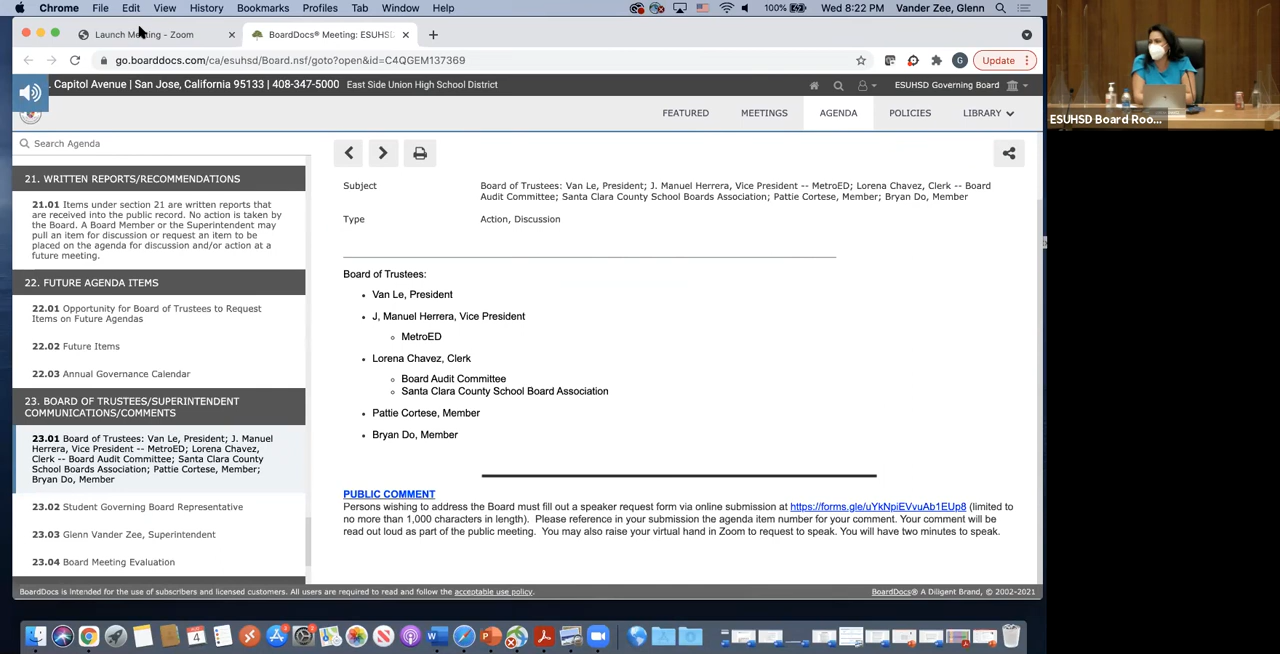 Chrome File Edit View History Bookmarks Profiles Tab Window Help 100% Wed 8:22 PM Vander Zee, Glenn
Launch Meeting - Zoom
BoardDocs® Meeting: ESUHSD
go.boarddocs.com/ca/esuhsd/Board.nsf/goto?open&id=C4QGEM137369
G
Update
Capitol Avenue | San Jose, California 95133 | 408-347-5000 East Side Union High School District
ESUHSD Governing Board
FEATURED MEETINGS AGENDA POLICIES LIBRARY
Search Agenda
21. WRITTEN REPORTS/RECOMMENDATIONS
21.01 Items under section 21 are written reports
that are received into the public record. No action is taken by
the Board. A Board Member or the Superintendent may
pull an item for discussion or request an item to be
placed on the agenda for discussion and/or action at a
future meeting.
22. FUTURE AGENDA ITEMS
22.01 Opportunity for Board of Trustees to Request
Items on Future Agendas
22.02 Future Items
22.03 Annual Governance Calendar
23. BOARD OF TRUSTEES/SUPERINTENDENT
COMMUNICATIONS/COMMENTS
23.01 Board of Trustees: Van Le, President; J. Manuel
Herrera, Vice President -- MetroED; Lorena Chavez,
Clerk -- Board Audit Committee; Santa Clara County
School Boards Association; Pattie Cortese, Member;
Bryan Do, Member
23.02 Student Governing Board Representative
23.03 Glenn Vander Zee, Superintendent
23.04 Board Meeting Evaluation
Subject
Board of Trustees: Van Le, President; J. Manuel Herrera, Vice President -- MetroED; Lorena Chavez, Clerk -- Board
Audit Committee; Santa Clara County School Boards Association; Pattie Cortese, Member; Bryan Do, Member
Type
Action, Discussion
Board of Trustees:
Van Le, President
J, Manuel Herrera, Vice President
MetroED
Lorena Chavez, Clerk
Board Audit Committee
Santa Clara County School Board Association
Pattie Cortese, Member
Bryan Do, Member
PUBLIC COMMENT
Persons wishing to address the Board must fill out a speaker request form via online submission at https://forms.gle/uYkNpiEVvuAb1EUp8 (limited to
no more than 1,000 characters in length). Please reference in your submission the agenda item number for your comment. Your comment will be
read out loud as part of the public meeting. You may also raise your virtual hand in Zoom to request to speak. You will have two minutes to speak.
BoardDocs is intended for the use of subscribers and licensed customers. All users are required to read and follow the acceptable use policy.
BoardDocs® A Diligent Brand, © 2002-2021
ESUHSD Board Roo...